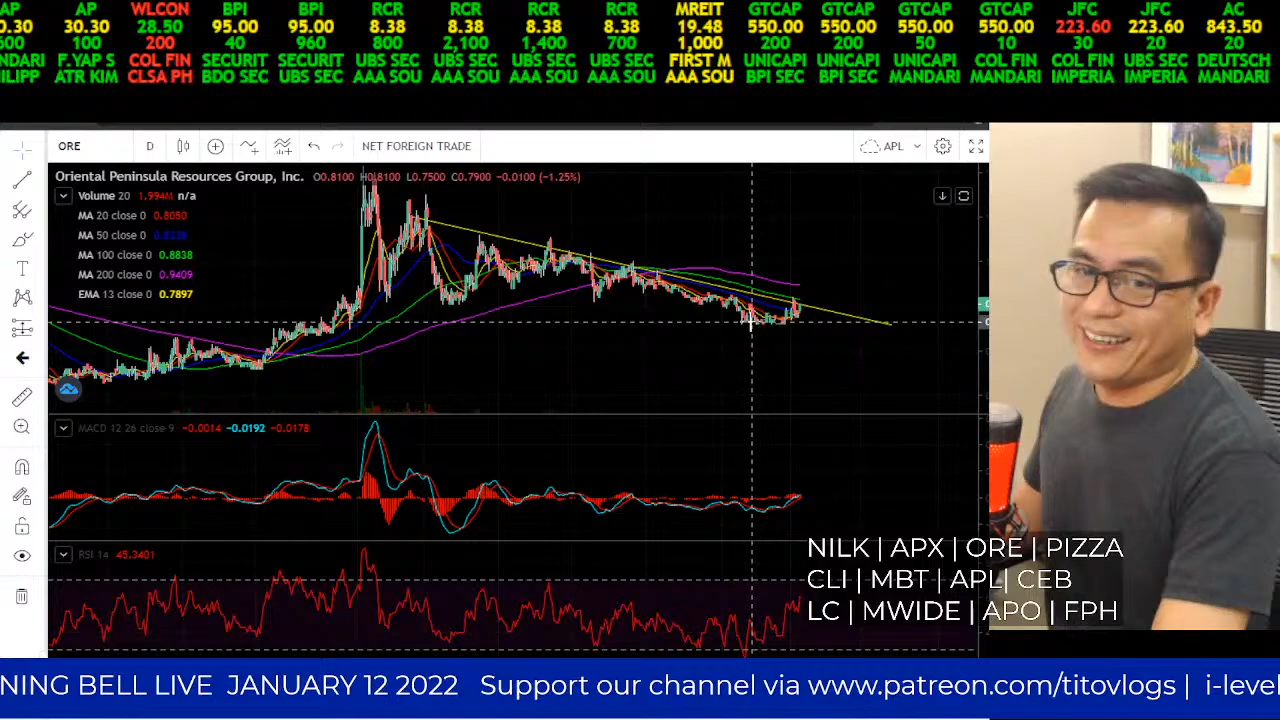 AP AP WLCON BPI BPI RCR RCR RCR RCR MREIT GTCAP GTCAP GTCAP GTCAP JFC JFC AC
0.30 30.30 28.50 95.00 95.00 8.38 8.38 8.38 8.38 19.48 550.00 550.00 550.00 550.00 223.60 223.60 843.50
600 100 200 40 960 800 2,100 1,400 700 1,000 200 200 50 10 30 20 20
NDARI F.YAP S COL FIN SECURIT SECURIT UBS SEC UBS SEC UBS SEC UBS SEC FIRST M UNICAPI UNICAPI UNICAPI COL FIN COL FIN UBS SEC DEUTSCH
ILIPP ATR KIM CLSA PH BDO SEC UBS SEC AAA SOU AAA SOU AAA SOU AAA SOU AAA SOU BPI SEC BPI SEC MANDARI MANDARI IMPERIA IMPERIA MANDARI
ORE D NET FOREIGN TRADE APL
Oriental Peninsula Resources Group, Inc. O0.8100 H0.8100 L0.7500 C0.7900 -0.0100 (-1.25%)
Volume 20 1.994M n/a
MA 20 close 0 0.8050
MA 50 close 0
MA 100 close 0 0.8838
MA 200 close 0 0.9409
EMA 13 close 0 0.7897
MACD 12 26 close 9 -0.0014 -0.0192 -0.0178
RSI 14 45.3401
NILK | APX | ORE | PIZZA
CLI | MBT | APL| CEB
LC | MWIDE | APO | FPH
NING BELL LIVE JANUARY 12 2022 Support our channel via www.patreon.com/titovlogs | i-level